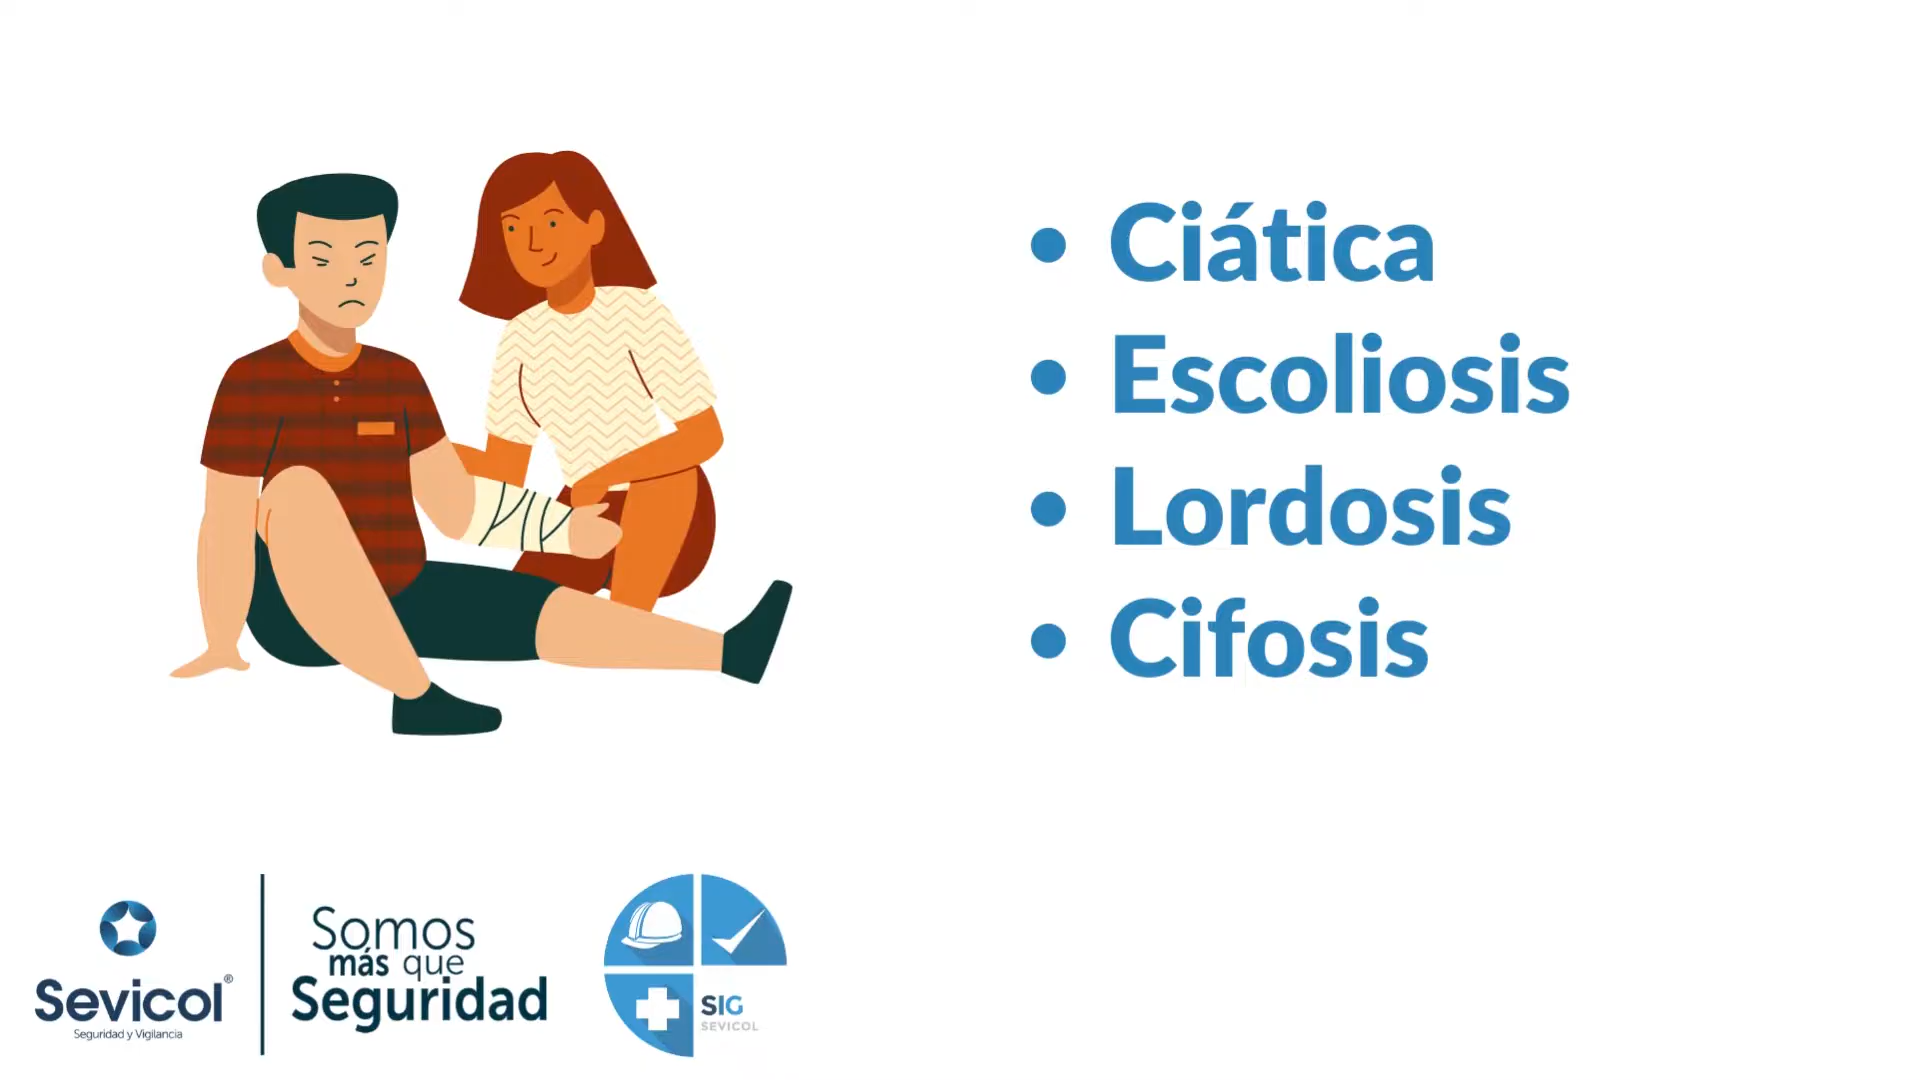 • Ciática
• Escoliosis
• Lordosis
• Cifosis
Sevicol®
Seguridad y Vigilancia
Somos
más que
Seguridad
SIG
SEVICOL